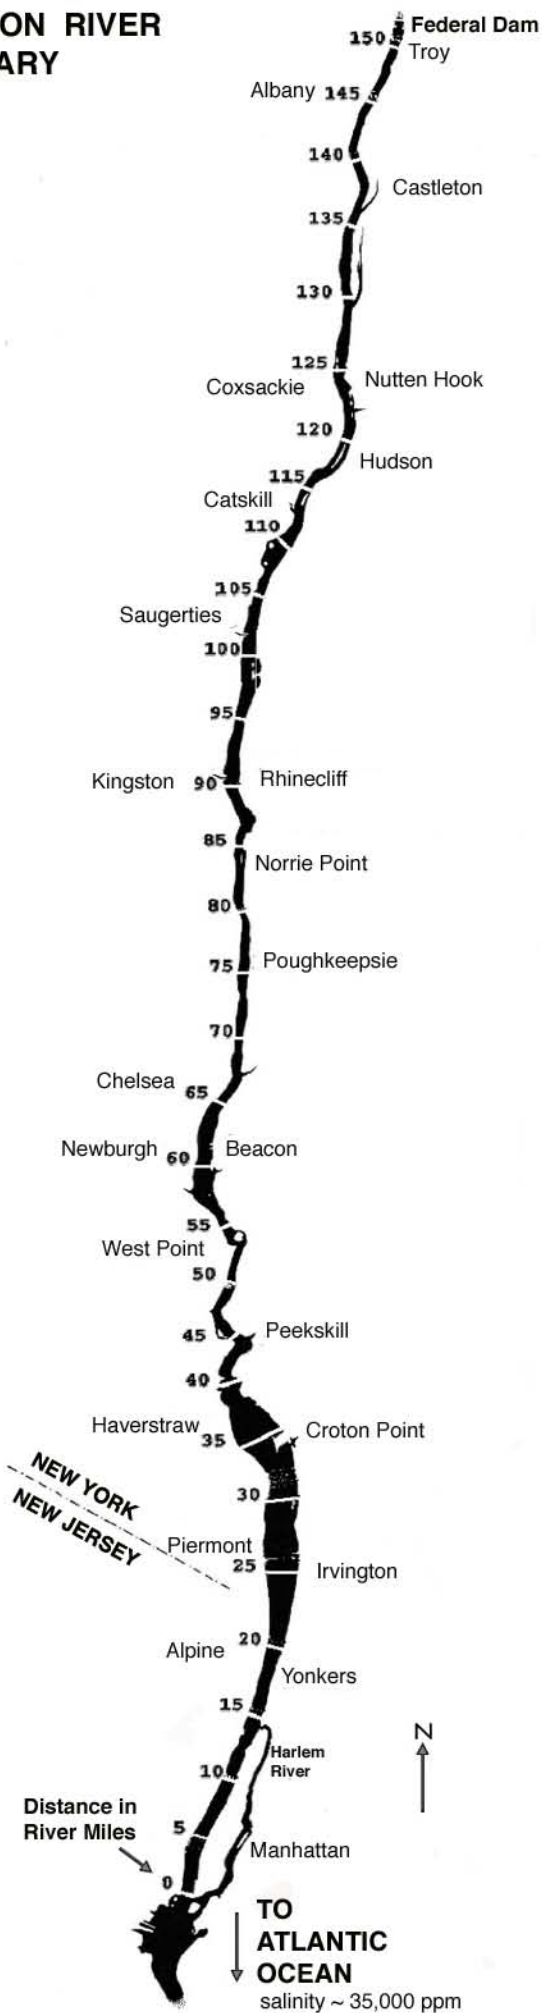 ON RIVER
ARY
Federal Dam
150
Troy
Albany 145
140
Castleton
135
130
125
Coxsackie
Nutten Hook
120
Hudson
115
Catskill
110
105
Saugerties
100
95
Kingston 90 Rhinecliff
85
Norrie Point
80
75 Poughkeepsie
70
Chelsea
65
Newburgh 60 Beacon
55
West Point
50
45 Peekskill
40
Haverstraw
35
Croton Point
NEW YORK
NEW JERSEY
30
Piermont
25
Irvington
20
Alpine
Yonkers
15
N
Harlem
River
10
Distance in
River Miles
5
Manhattan
0
TO
ATLANTIC
OCEAN
salinity ~ 35,000 ppm